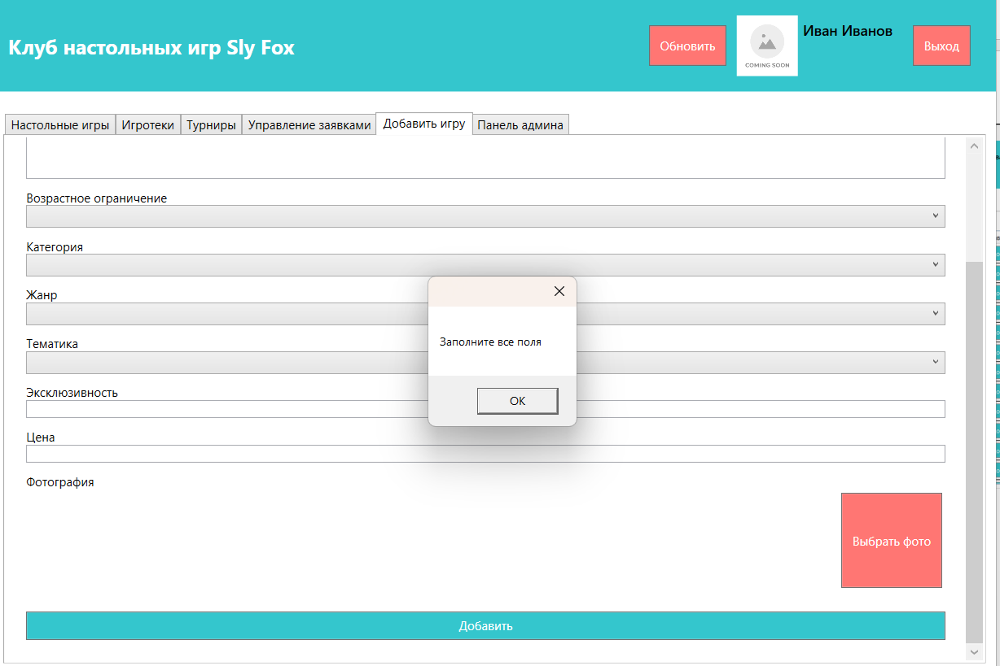 Клуб настольных игр Sly Fox
Обновить
COMING SOON
Иван Иванов
Выход
Настольные игры
Игротеки
Турниры
Управление заявками
Добавить игру
Панель админа
Возрастное ограничение
Категория
Жанр
Тематика
Эксклюзивность
Цена
Фотография
Заполните все поля
ОК
Выбрать фото
Добавить